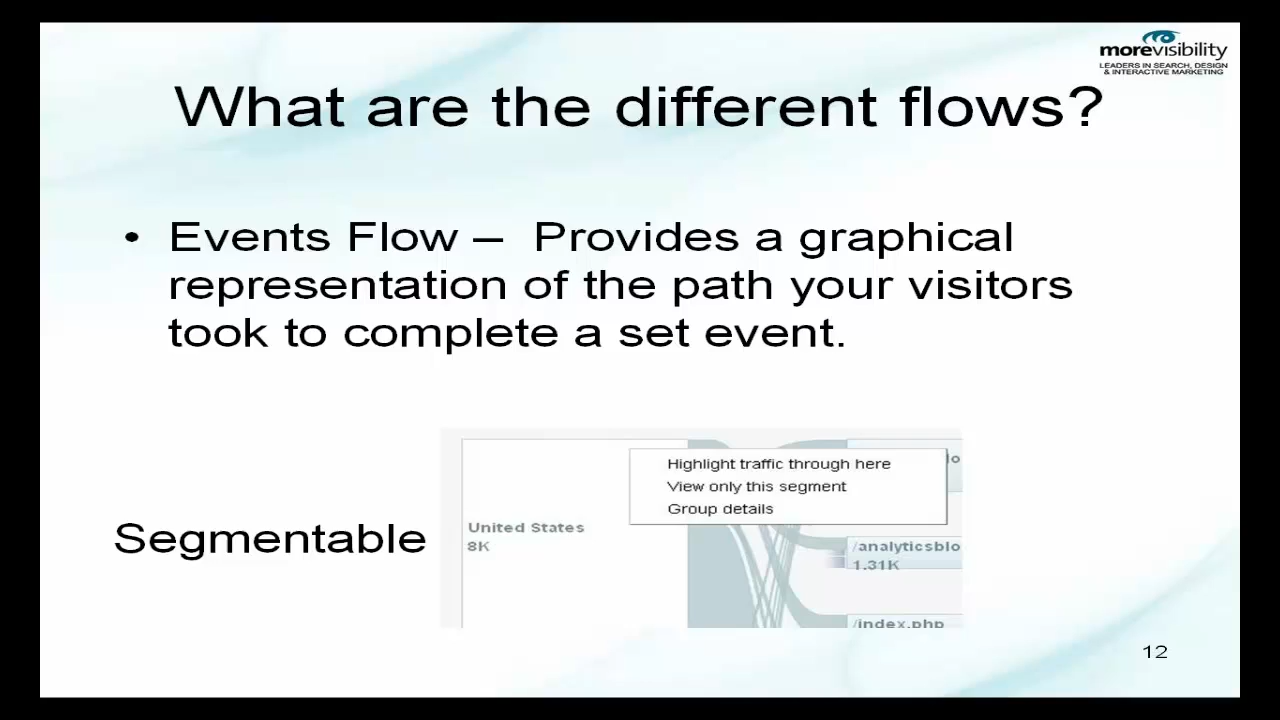 morevisibility
LEADERS IN SEARCH, DESIGN
& INTERACTIVE MARKETING
What are the different flows?
• Events Flow – Provides a graphical
representation of the path your visitors
took to complete a set event.
Segmentable
Highlight traffic through here
View only this segment
Group details
United States
8K
lo
/analyticsblo
1.31K
/index.php
12